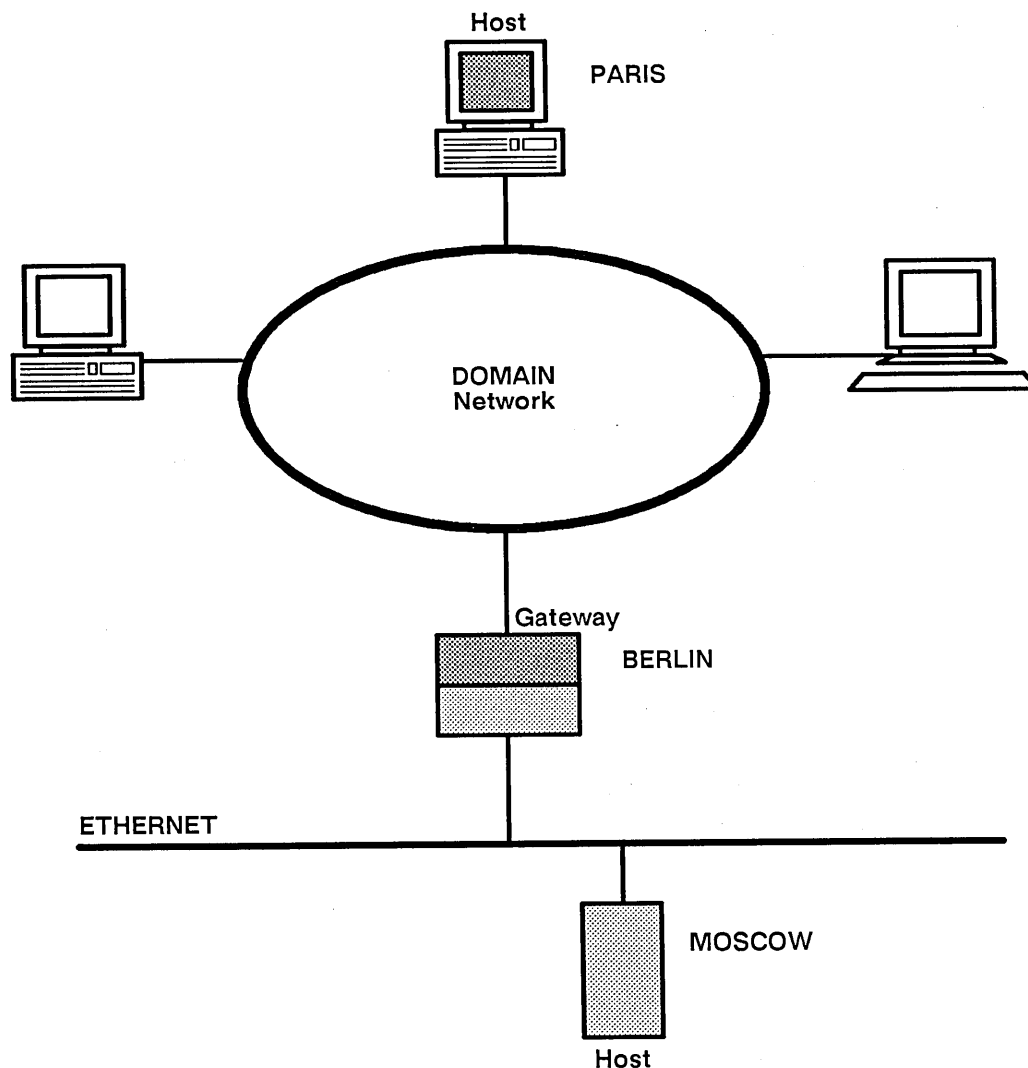 Host
PARIS
DOMAIN
Network
Gateway
BERLIN
ETHERNET
MOSCOW
Host